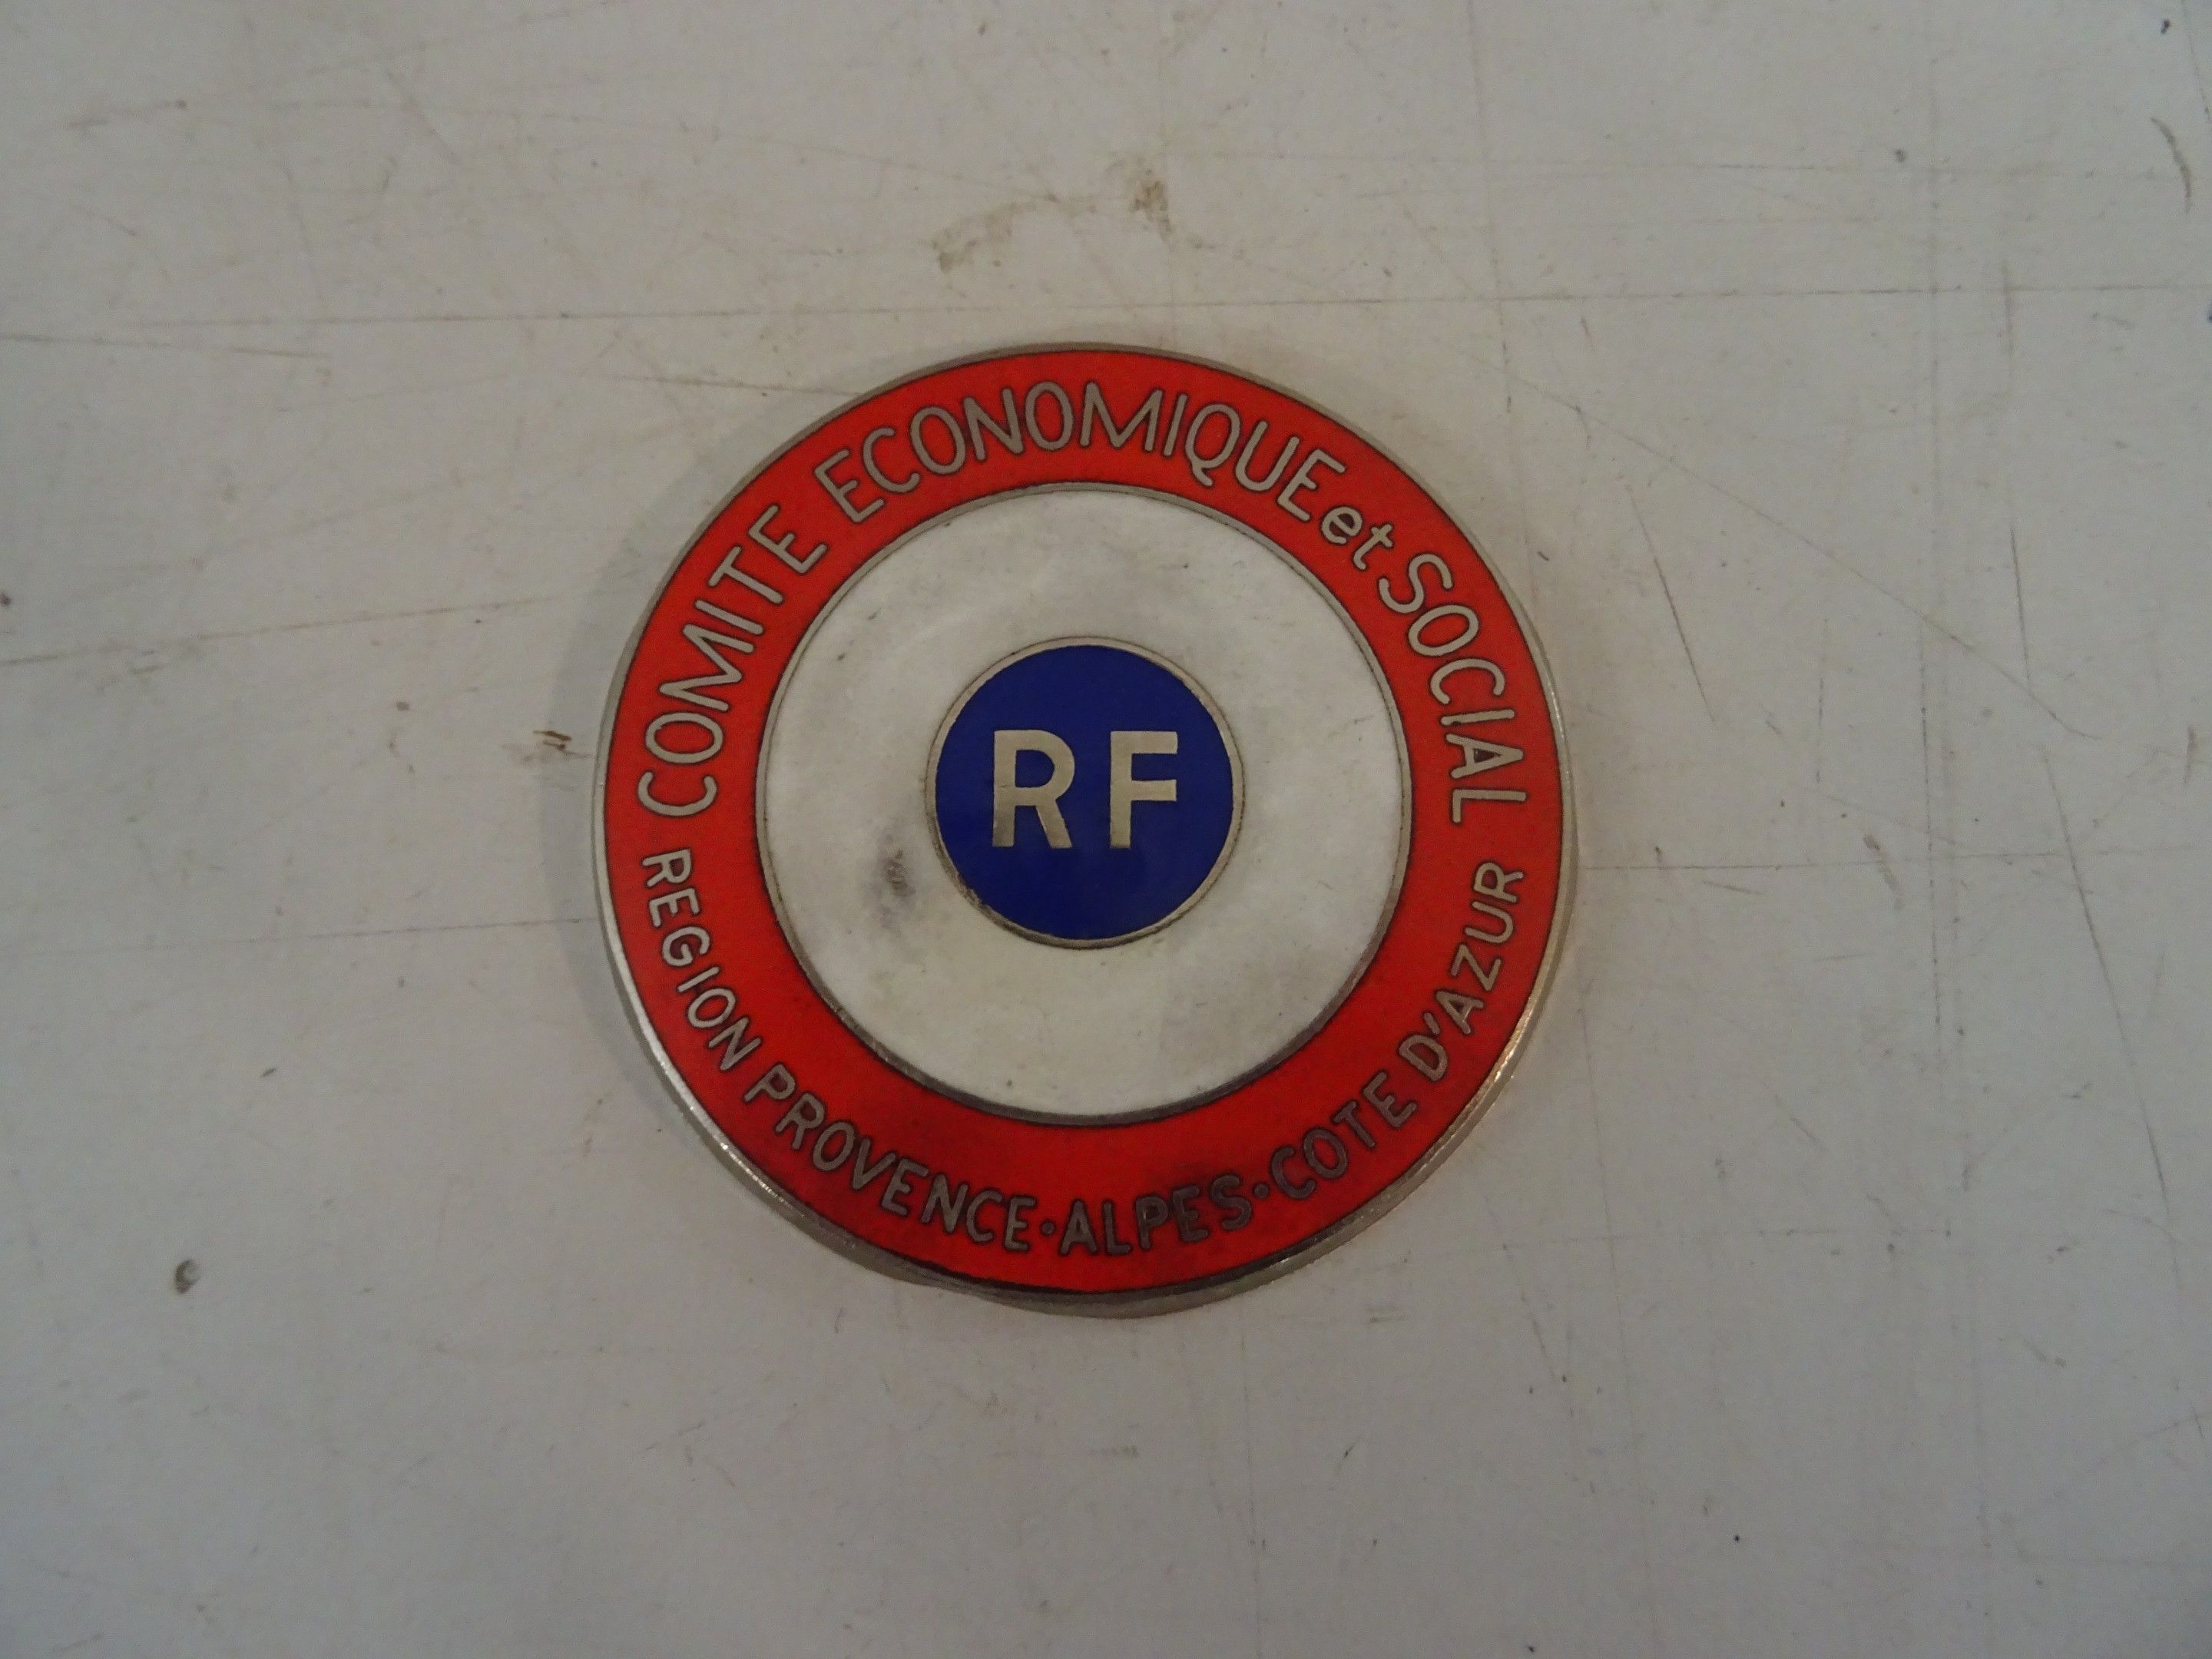 COMITE ECONOMIQUE et SOCIAL
RF
REGION PROVENCE·ALPES·COTE D'AZUR